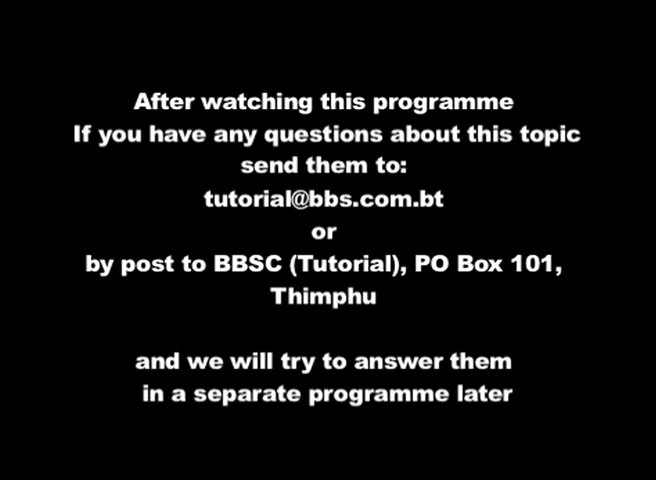 After watching this programme
If you have any questions about this topic
send them to:
tutorial@bbs.com.bt
or
by post to BBSC (Tutorial), PO Box 101,
Thimphu
and we will try to answer them
in a separate programme later